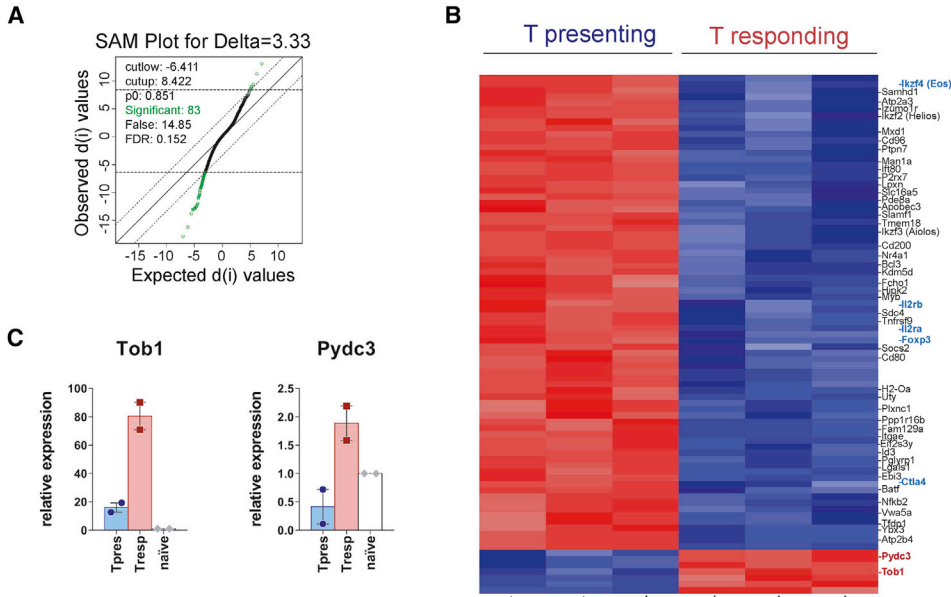 A
SAM Plot for Delta=3.33
cutlow: -6.411
cutup: 8.422
p0: 0.851
Significant: 83
False: 14.85
FDR: 0.152
Observed d(i) values
10
5
0
-5
-10
-15
-15
-10
-5
0
5
10
Expected d(i) values
B
T presenting
T responding
-Ikzf4 (Eos)
Samhd1
Atp2a3
Izumo1r
Ikzf2 (Helios)
Mxd1
Cd96
Ptpn7
Man1a
Ift80
P2rx7
Lpxn
Slc16a5
Pde8a
Apobec3
Slamf1
Tmem18
Ikzf3 (Aiolos)
Cd200
Nr4a1
Bcl3
Kdm5d
Fcho1
Hipk2
Myb
-Il2rb
Sdc4
Tnfrsf9
-Il2ra
-Foxp3
Socs2
Cd80
H2-Oa
Uty
Plxnc1
Ppp1r16b
Fam129a
Itgae
Eif2s3y
Id3
Pglyrp1
Lgals1
Ebi3
-Ctla4
Batf
Nfkb2
Vwa5a
Tfdp1
Ybx3
Atp2b4
-Pydc3
-Tob1
C
Tob1
relative expression
100
80
60
40
20
0
Tpres
Tresp
naïve
Pydc3
relative expression
2.5
2.0
1.5
1.0
0.5
0.0
Tpres
Tresp
naïve